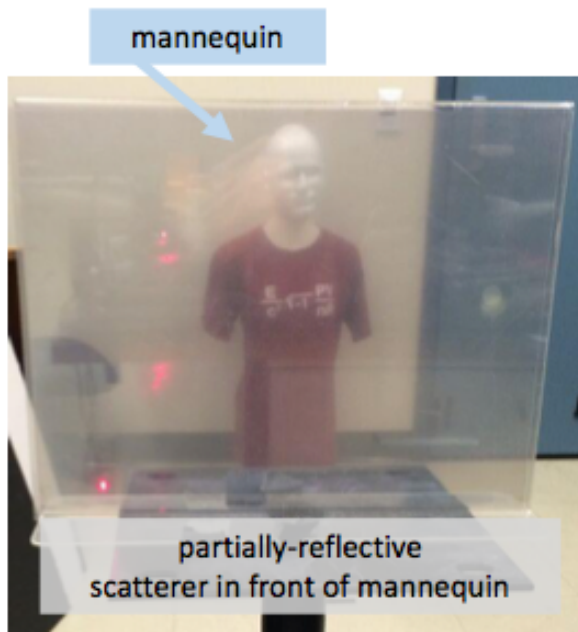 mannequin
partially-reflective
scatterer in front of mannequin